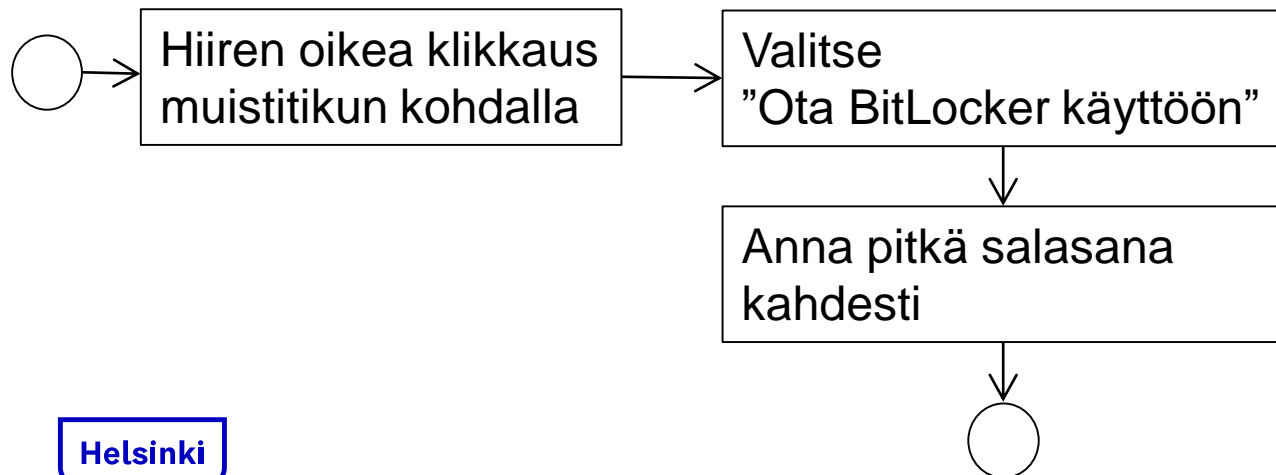 Hiiren oikea klikkaus
muistitikun kohdalla
Valitse
”Ota BitLocker käyttöön”
Anna pitkä salasana
kahdesti
Helsinki